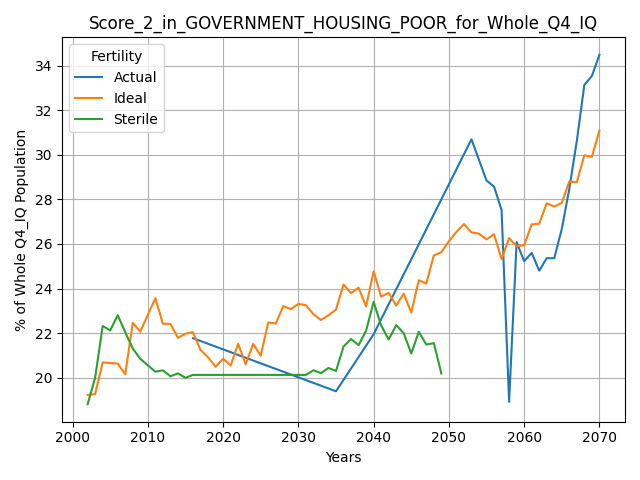 Score_2_in_GOVERNMENT_HOUSING_POOR_for_Whole_Q4_IQ
Fertility
Actual
Ideal
Sterile
% of Whole Q4_IQ Population
34
32
30
28
26
24
22
20
2000 2010 2020 2030 2040 2050 2060 2070
Years